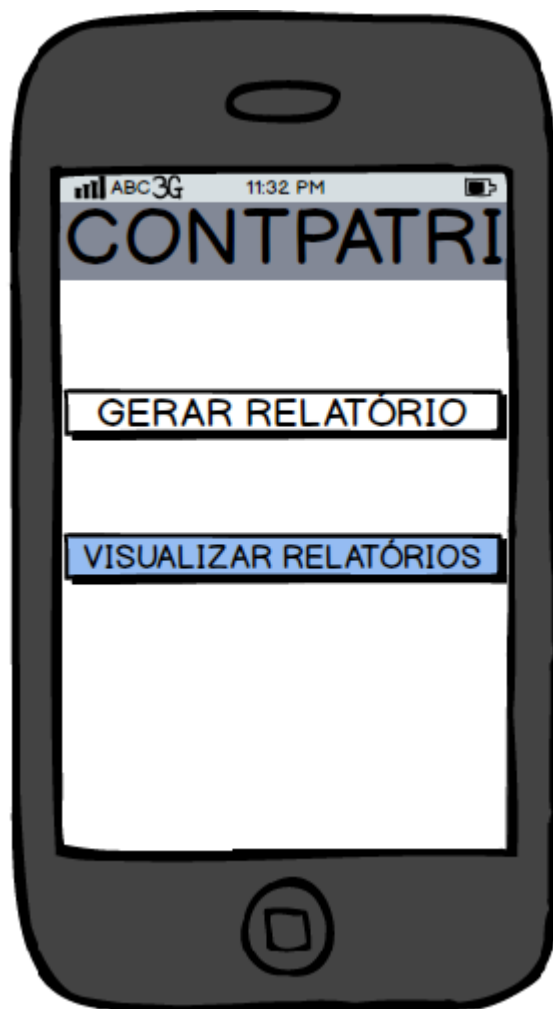 ABC 3G 11:32 PM
CONTPATRI
GERAR RELATÓRIO
VISUALIZAR RELATÓRIOS